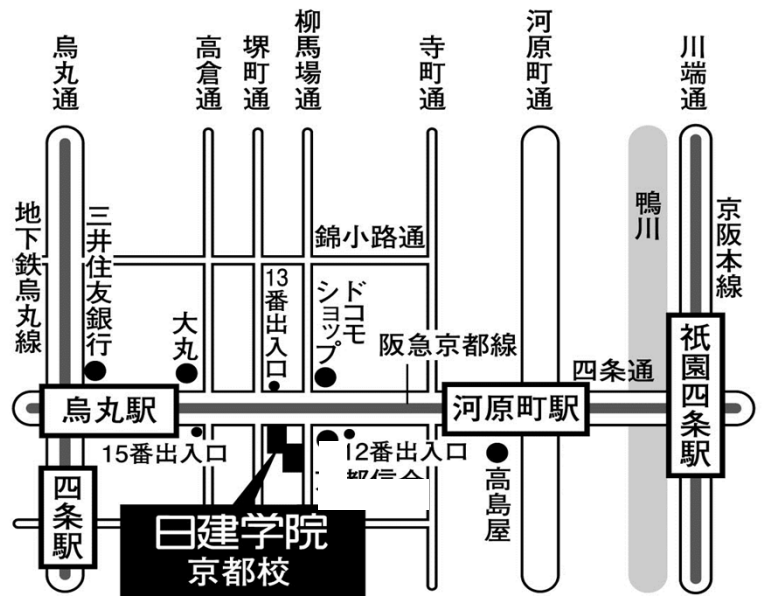 烏丸通
高倉通
堺町通
柳馬場通
寺町通
河原町通
川端通
地下鉄烏丸線
三井住友銀行
大丸
13番出入口
錦小路通
ドコモ
ショップ
阪急京都線
四条通
鴨川
京阪本線
烏丸駅
河原町駅
祇園四条駅
15番出入口
12番出入口
高島屋
四条駅
日建学院
京都校